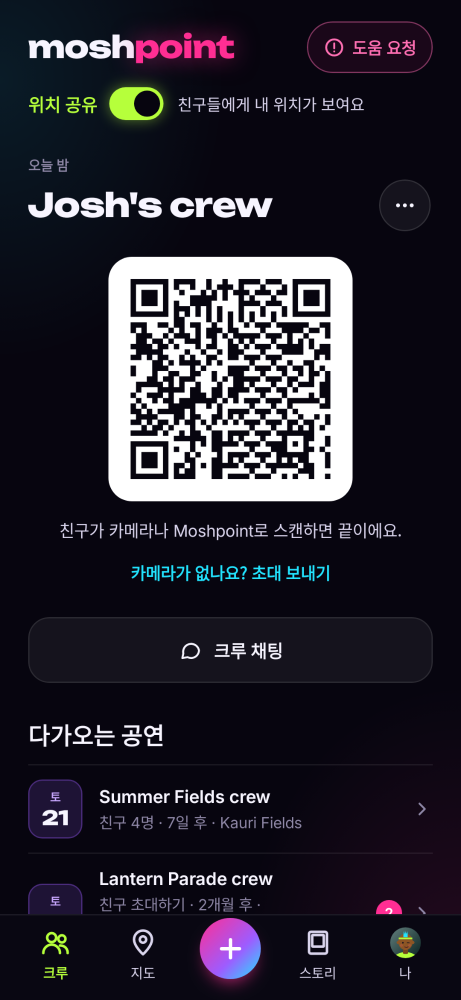 moshpoint
도움 요청
위치 공유
친구들에게 내 위치가 보여요
오늘 밤
Josh's crew
친구가 카메라나 Moshpoint로 스캔하면 끝이에요.
카메라가 없나요? 초대 보내기
크루 채팅
다가오는 공연
토
21
Summer Fields crew
친구 4명 · 7일 후 · Kauri Fields
토
Lantern Parade crew
친구 초대하기 · 2개월 후 ·
크루
지도
스토리
나